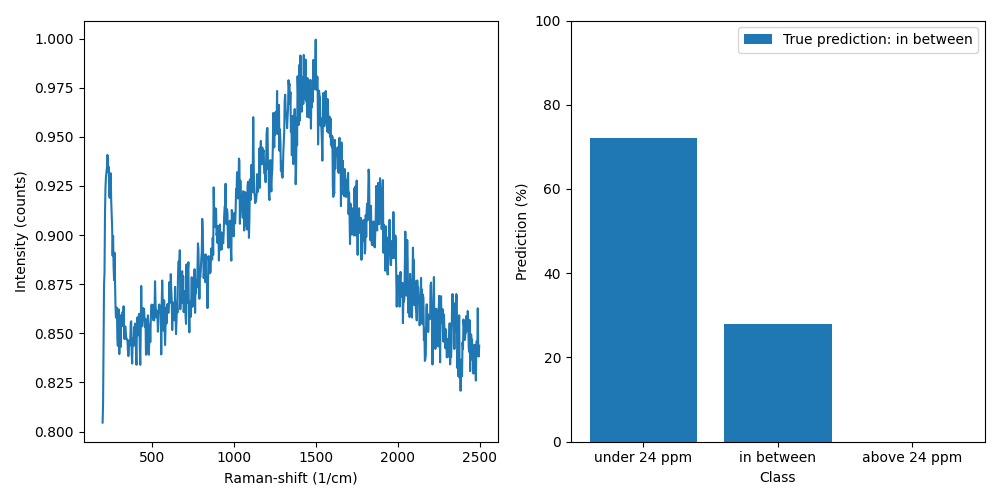 1.000
0.975
0.950
0.925
0.900
0.875
0.850
0.825
0.800
Intensity (counts)
500
1000
1500
2000
2500
Raman-shift (1/cm)
100
80
60
40
20
0
Prediction (%)
True prediction: in between
under 24 ppm
in between
above 24 ppm
Class